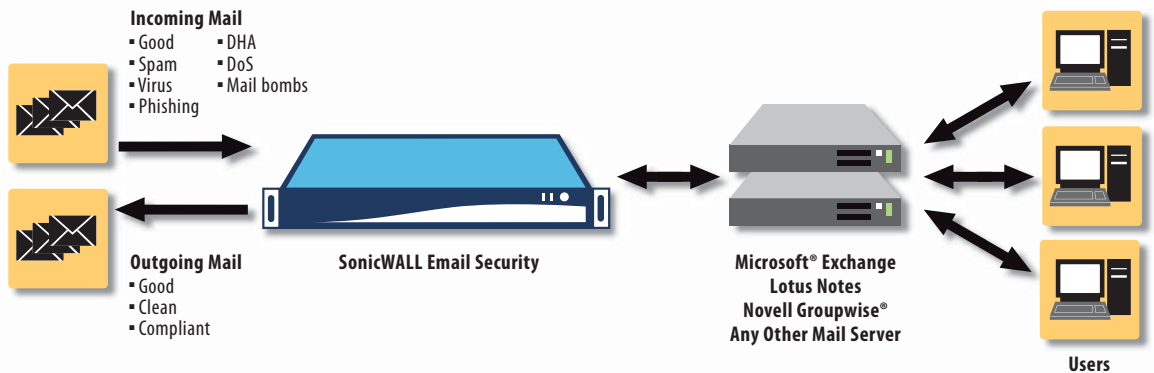 Incoming Mail
▪ Good ▪ DHA
▪ Spam ▪ DoS
▪ Virus ▪ Mail bombs
▪ Phishing
Outgoing Mail
▪ Good
▪ Clean
▪ Compliant
SonicWALL Email Security
Microsoft® Exchange
Lotus Notes
Novell Groupwise®
Any Other Mail Server
Users